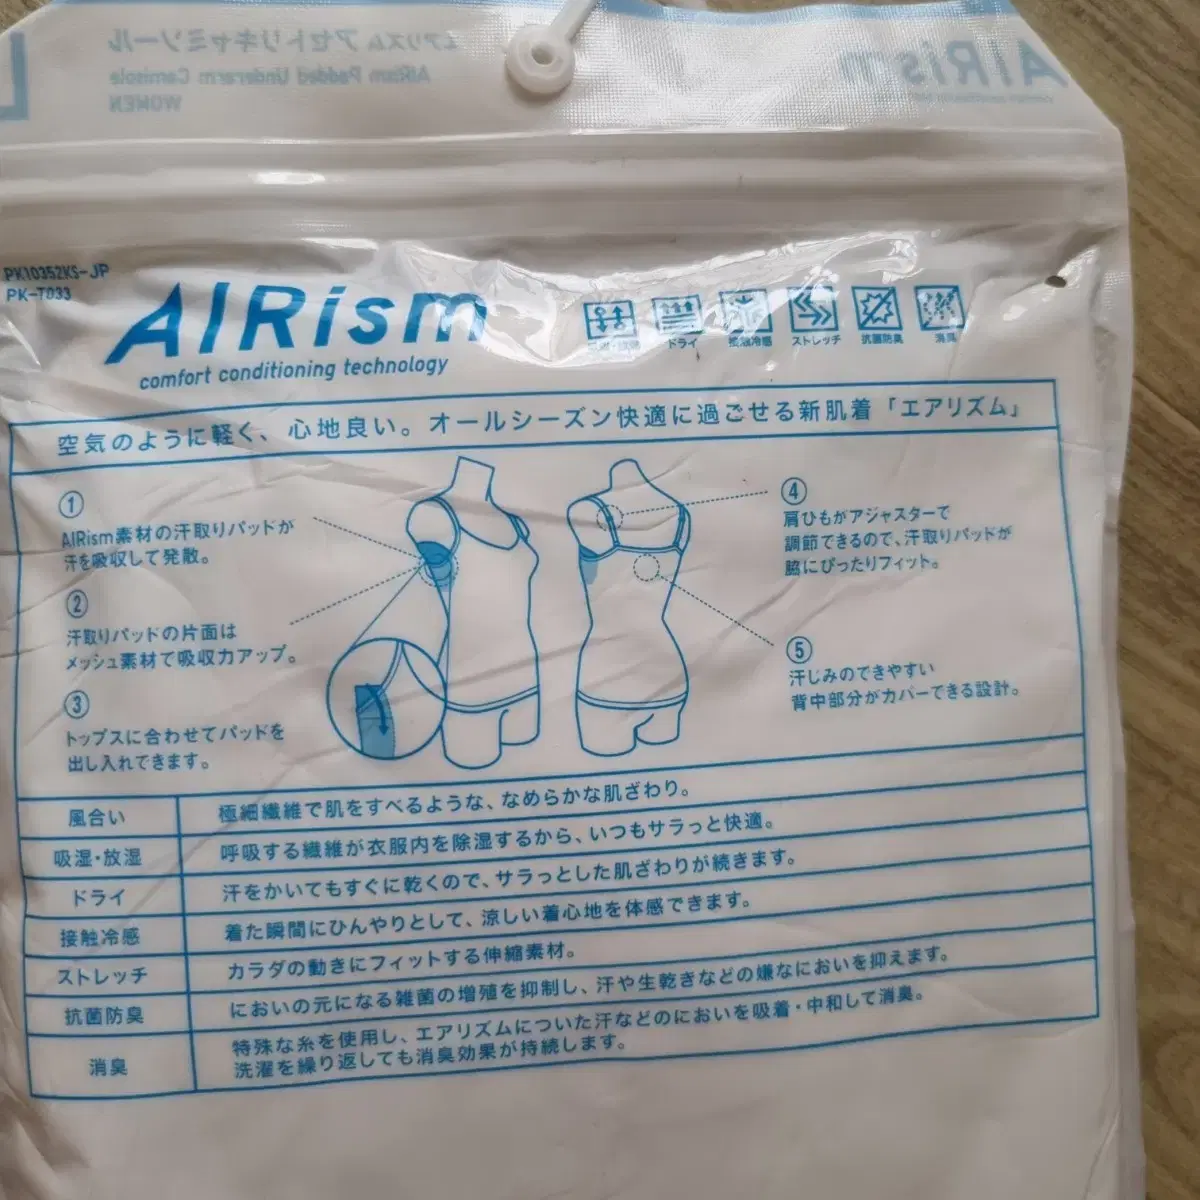 エアリズム アセトリキャミソール
AIRism Padded Underarm Camisole
WOMEN
L
AIRism
PK10352KS-JP
PK-T033
AIRism
comfort conditioning technology
ドライ
接触冷感
ストレッチ
抗菌防臭
消臭
空気のように軽く、心地良い。オールシーズン快適に過ごせる新肌着「エアリズム」
①
AIRism素材の汗取りパッドが
汗を吸収して発散。
②
汗取りパッドの片面は
メッシュ素材で吸収力アップ。
③
トップスに合わせてパッドを
出し入れできます。
④
肩ひもがアジャスターで
調節できるので、汗取りパッドが
脇にぴったりフィット。
⑤
汗じみのできやすい
背中部分がカバーできる設計。
風合い 極細繊維で肌をすべるような、なめらかな肌ざわり。
吸湿・放湿 呼吸する繊維が衣服内を除湿するから、いつもサラっと快適。
ドライ 汗をかいてもすぐに乾くので、サラっとした肌ざわりが続きます。
接触冷感 着た瞬間にひんやりとして、涼しい着心地を体感できます。
ストレッチ カラダの動きにフィットする伸縮素材。
抗菌防臭 においの元になる雑菌の増殖を抑制し、汗や生乾きなどの嫌なにおいを抑えます。
消臭 特殊な糸を使用し、エアリズムについた汗などのにおいを吸着・中和して消臭。
洗濯を繰り返しても消臭効果が持続します。